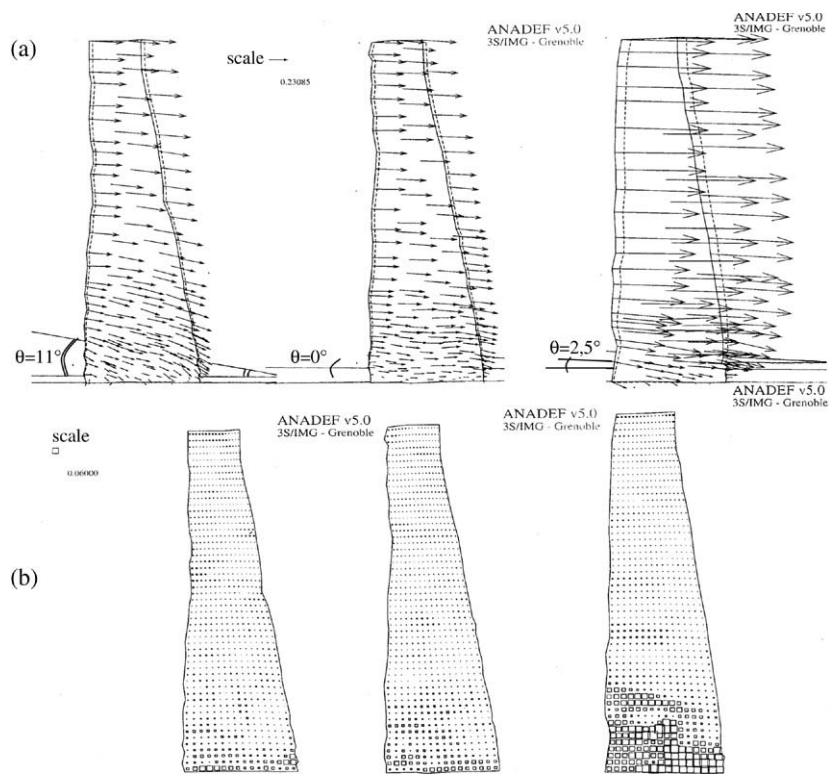 (a)
ANADEF v5.0
3S/IMG - Grenoble
ANADEF v5.0
3S/IMG - Grenoble
scale
0.23085
θ=11°
θ=0°
θ=2,5°
ANADEF v5.0
3S/IMG - Grenoble
ANADEF v5.0
3S/IMG - Grenoble
ANADEF v5.0
3S/IMG - Grenoble
scale
0.06000
(b)